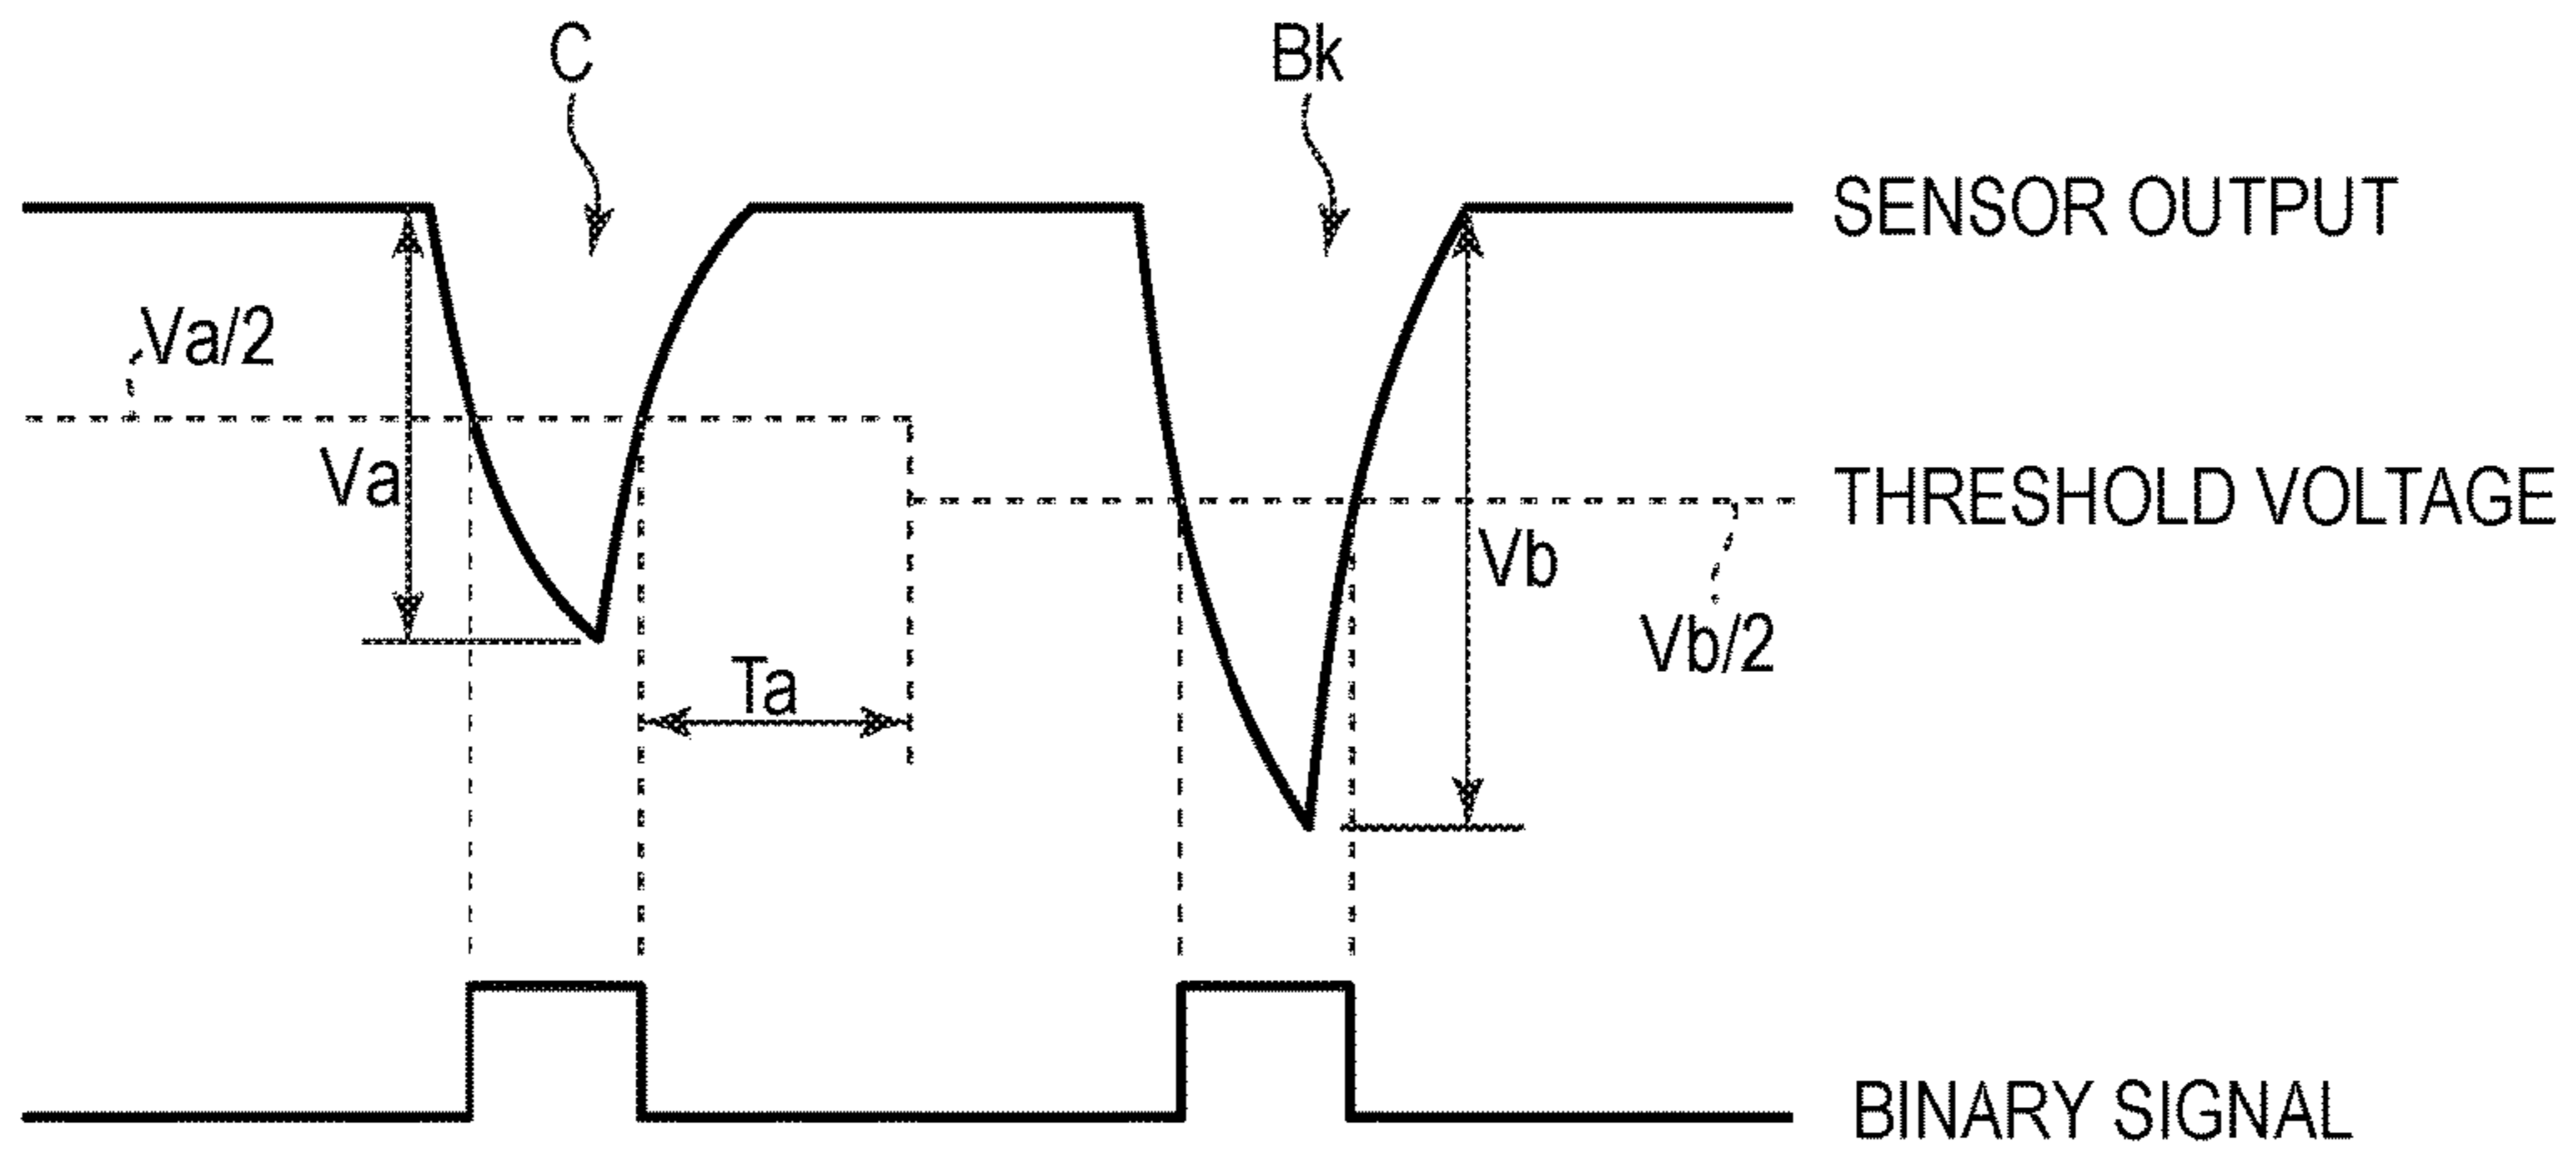 C
Bk
SENSOR OUTPUT
Va/2
Va
THRESHOLD VOLTAGE
Vb
Vb/2
Ta
BINARY SIGNAL